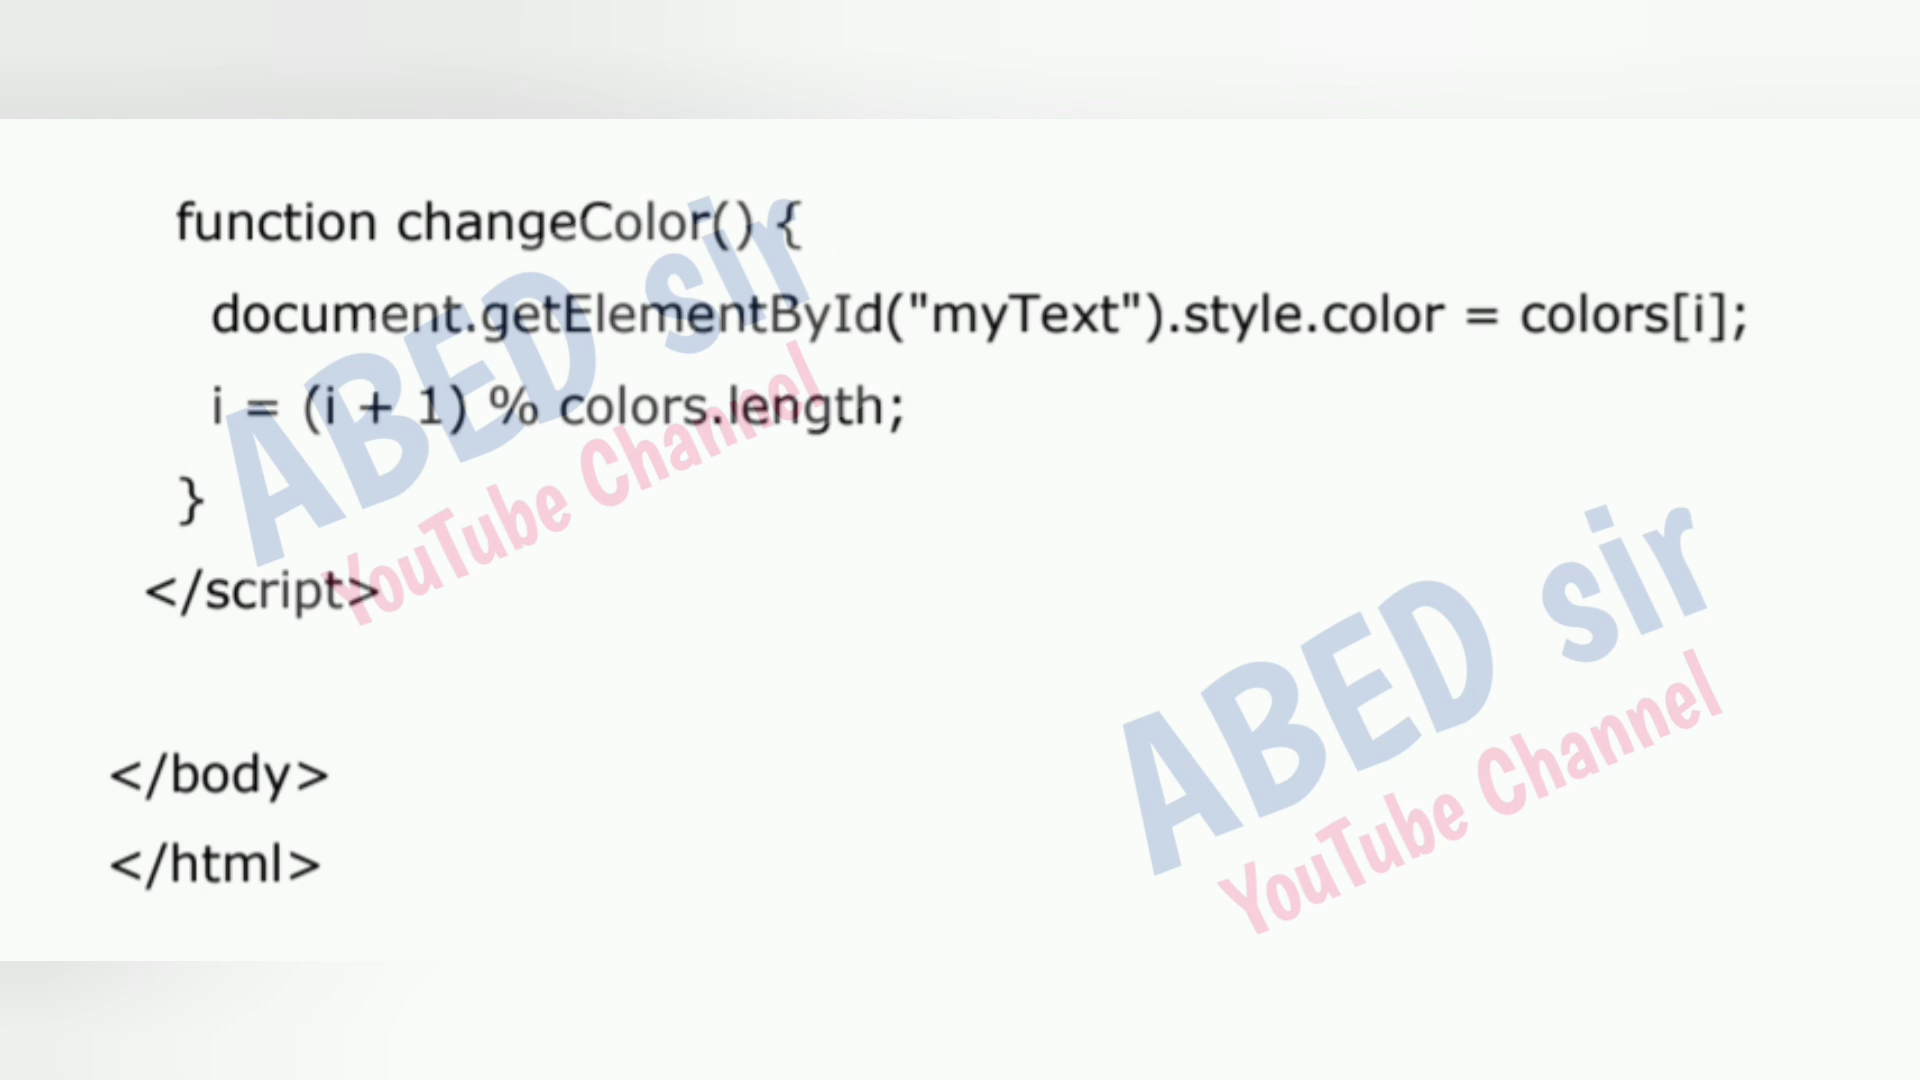 function changeColor() {
document.getElementById("myText").style.color = colors[i];
i = (i + 1) % colors.length;
}
</script>
</body>
</html>
ABED sir
YouTube Channel
ABED sir
YouTube Channel